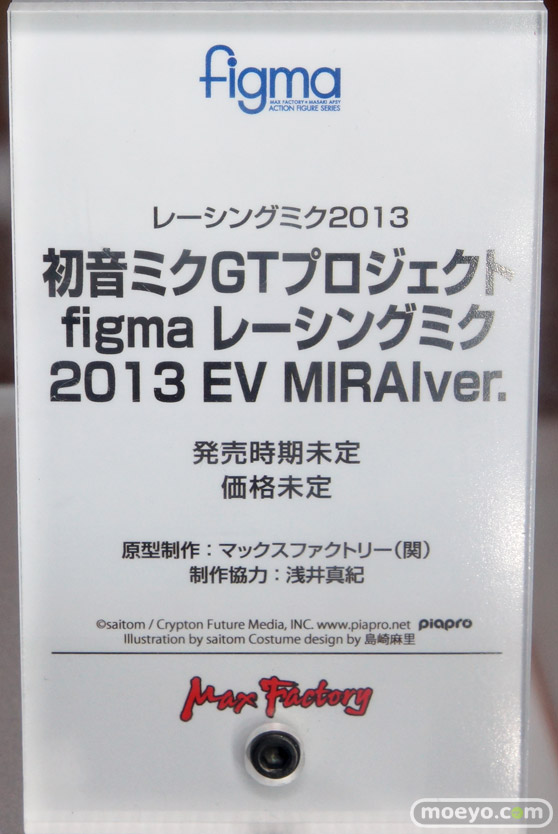 figma
MAX FACTORY×MASAKI APSY
ACTION FIGURE SERIES
レーシングミク2013
初音ミクGTプロジェクト
figma レーシングミク
2013 EV MIRAIver.
発売時期未定
価格未定
原型制作：マックスファクトリー（関）
制作協力：浅井真紀
©saitom / Crypton Future Media, INC. www.piapro.net piapro
Illustration by saitom Costume design by 島崎麻里
Max Factory
moeyo.com